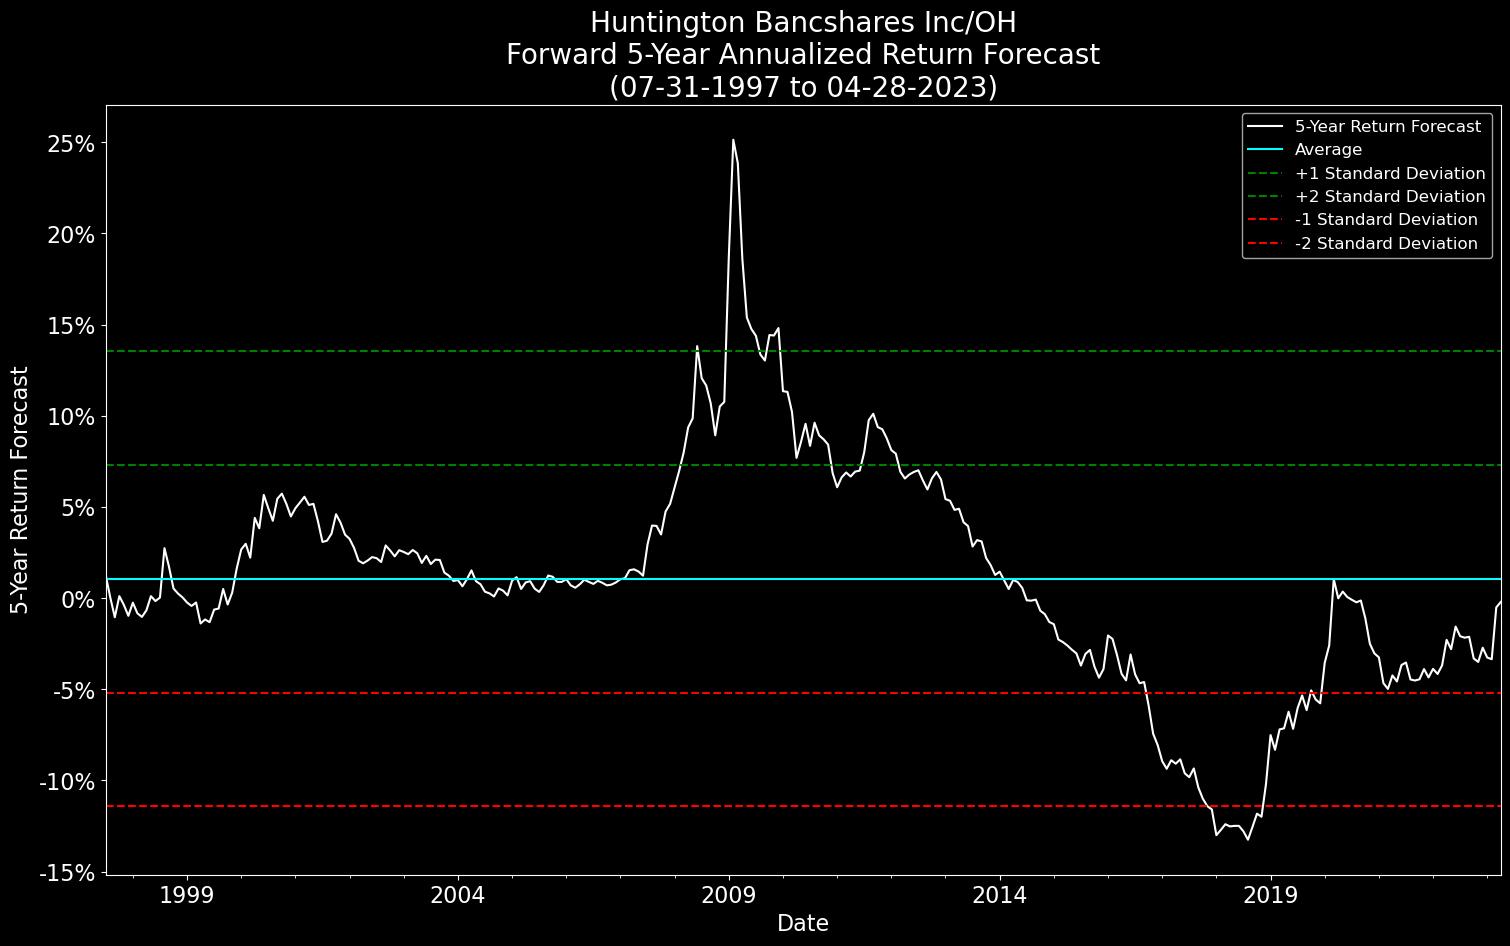 Huntington Bancshares Inc/OH
Forward 5-Year Annualized Return Forecast
(07-31-1997 to 04-28-2023)
5-Year Return Forecast
Average
+1 Standard Deviation
+2 Standard Deviation
-1 Standard Deviation
-2 Standard Deviation
25%
20%
15%
10%
5%
0%
-5%
-10%
-15%
5-Year Return Forecast
1999
2004
2009
2014
2019
Date